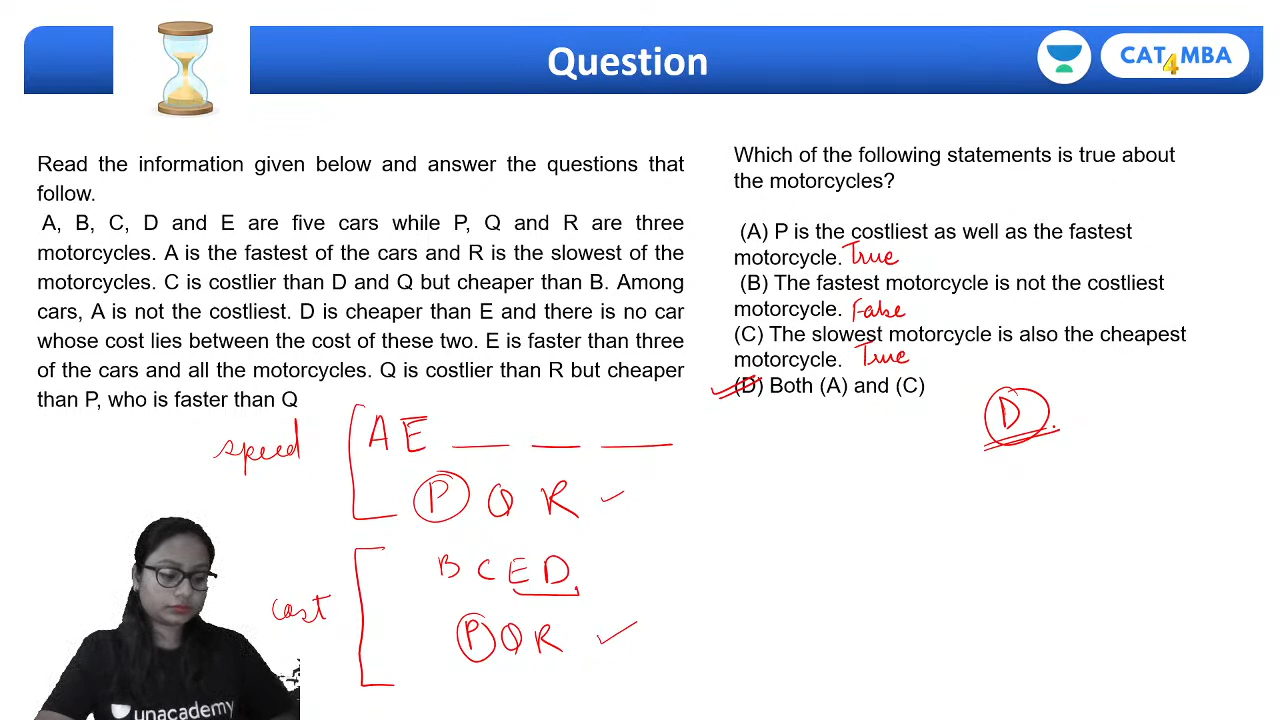 Question
CAT4MBA
Read the information given below and answer the questions that
follow.
A, B, C, D and E are five cars while P, Q and R are three
motorcycles. A is the fastest of the cars and R is the slowest of the
motorcycles. C is costlier than D and Q but cheaper than B. Among
cars, A is not the costliest. D is cheaper than E and there is no car
whose cost lies between the cost of these two. E is faster than three
of the cars and all the motorcycles. Q is costlier than R but cheaper
than P, who is faster than Q
speed
A E
P Q R
cost
B C E D
P Q R
Which of the following statements is true about
the motorcycles?
(A) P is the costliest as well as the fastest
motorcycle. True
(B) The fastest motorcycle is not the costliest
motorcycle. False
(C) The slowest motorcycle is also the cheapest
motorcycle. True
(D) Both (A) and (C)
D
unacademy